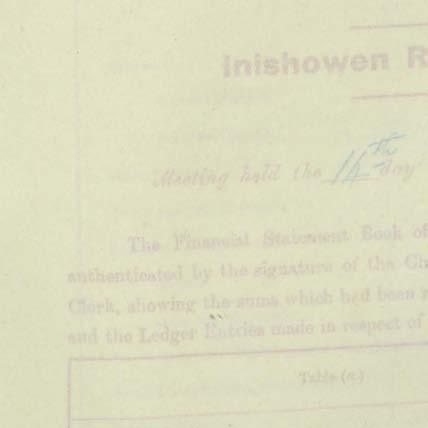 Inishowen R
Meeting held the 14th day
The Financial Statement Book of
authenticated by the signature of the Ch
Clerk, showing the sums which had been r
and the Ledger Entries made in respect of
Table (a.)